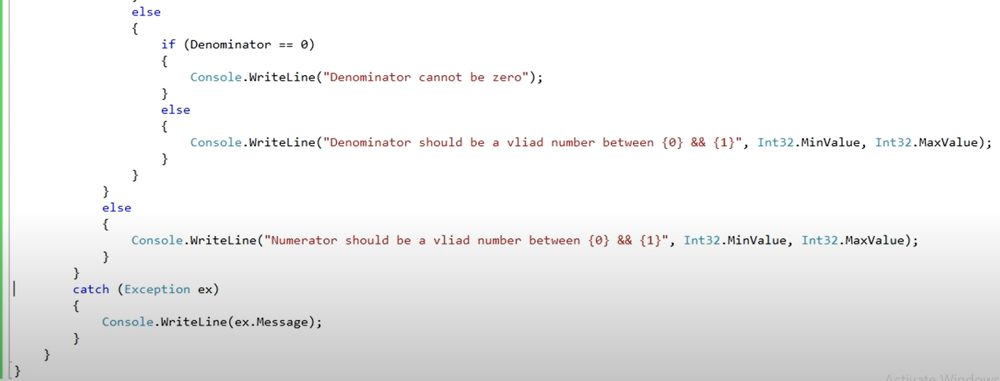 else
{
if (Denominator == 0)
{
Console.WriteLine("Denominator cannot be zero");
}
else
{
Console.WriteLine("Denominator should be a vliad number between {0} && {1}", Int32.MinValue, Int32.MaxValue);
}
}
}
else
{
Console.WriteLine("Numerator should be a vliad number between {0} && {1}", Int32.MinValue, Int32.MaxValue);
}
}
catch (Exception ex)
{
Console.WriteLine(ex.Message);
}
}
}
Activate Windows